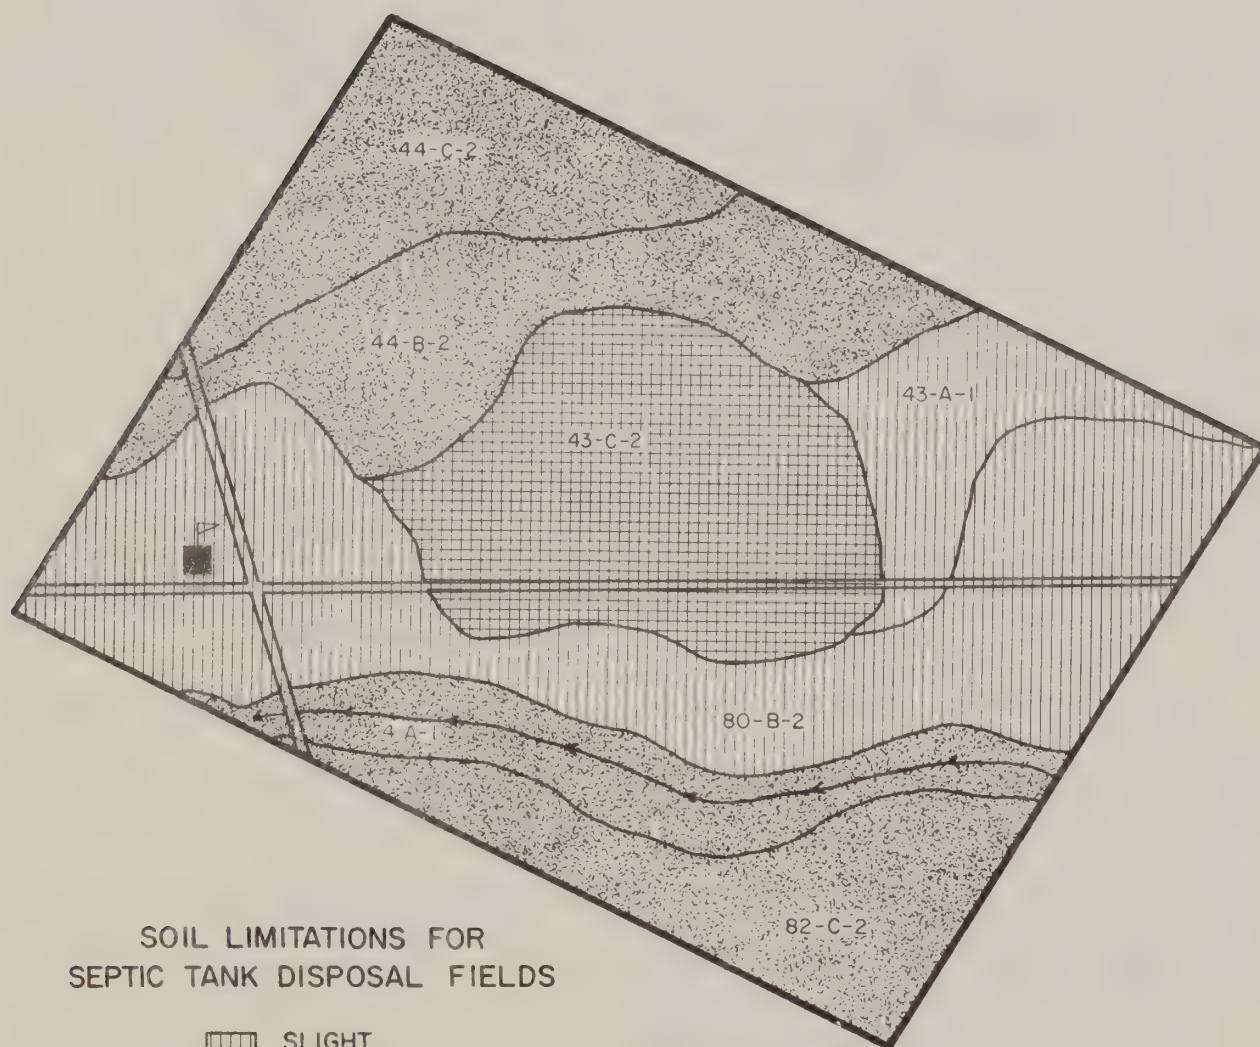 44-C-2
44-B-2
43-A-1
43-C-2
80-B-2
4 A-1
82-C-2
SOIL LIMITATIONS FOR
SEPTIC TANK DISPOSAL FIELDS
SLIGHT